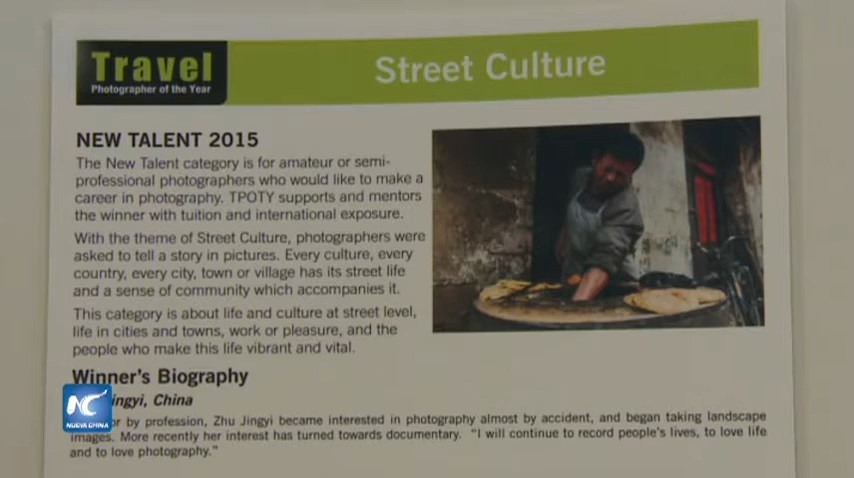 Travel
Photographer of the Year
Street Culture
NEW TALENT 2015
The New Talent category is for amateur or semi-
professional photographers who would like to make a
career in photography. TPOTY supports and mentors
the winner with tuition and international exposure.
With the theme of Street Culture, photographers were
asked to tell a story in pictures. Every culture, every
country, every city, town or village has its street life
and a sense of community which accompanies it.
This category is about life and culture at street level,
life in cities and towns, work or pleasure, and the
people who make this life vibrant and vital.
Winner's Biography
China
by profession, Zhu Jingyi became interested in photography almost by accident, and began taking landscape
images. More recently her interest has turned towards documentary. "I will continue to record people's lives, to love life
and to love photography."
NC
NUEVA CHINA